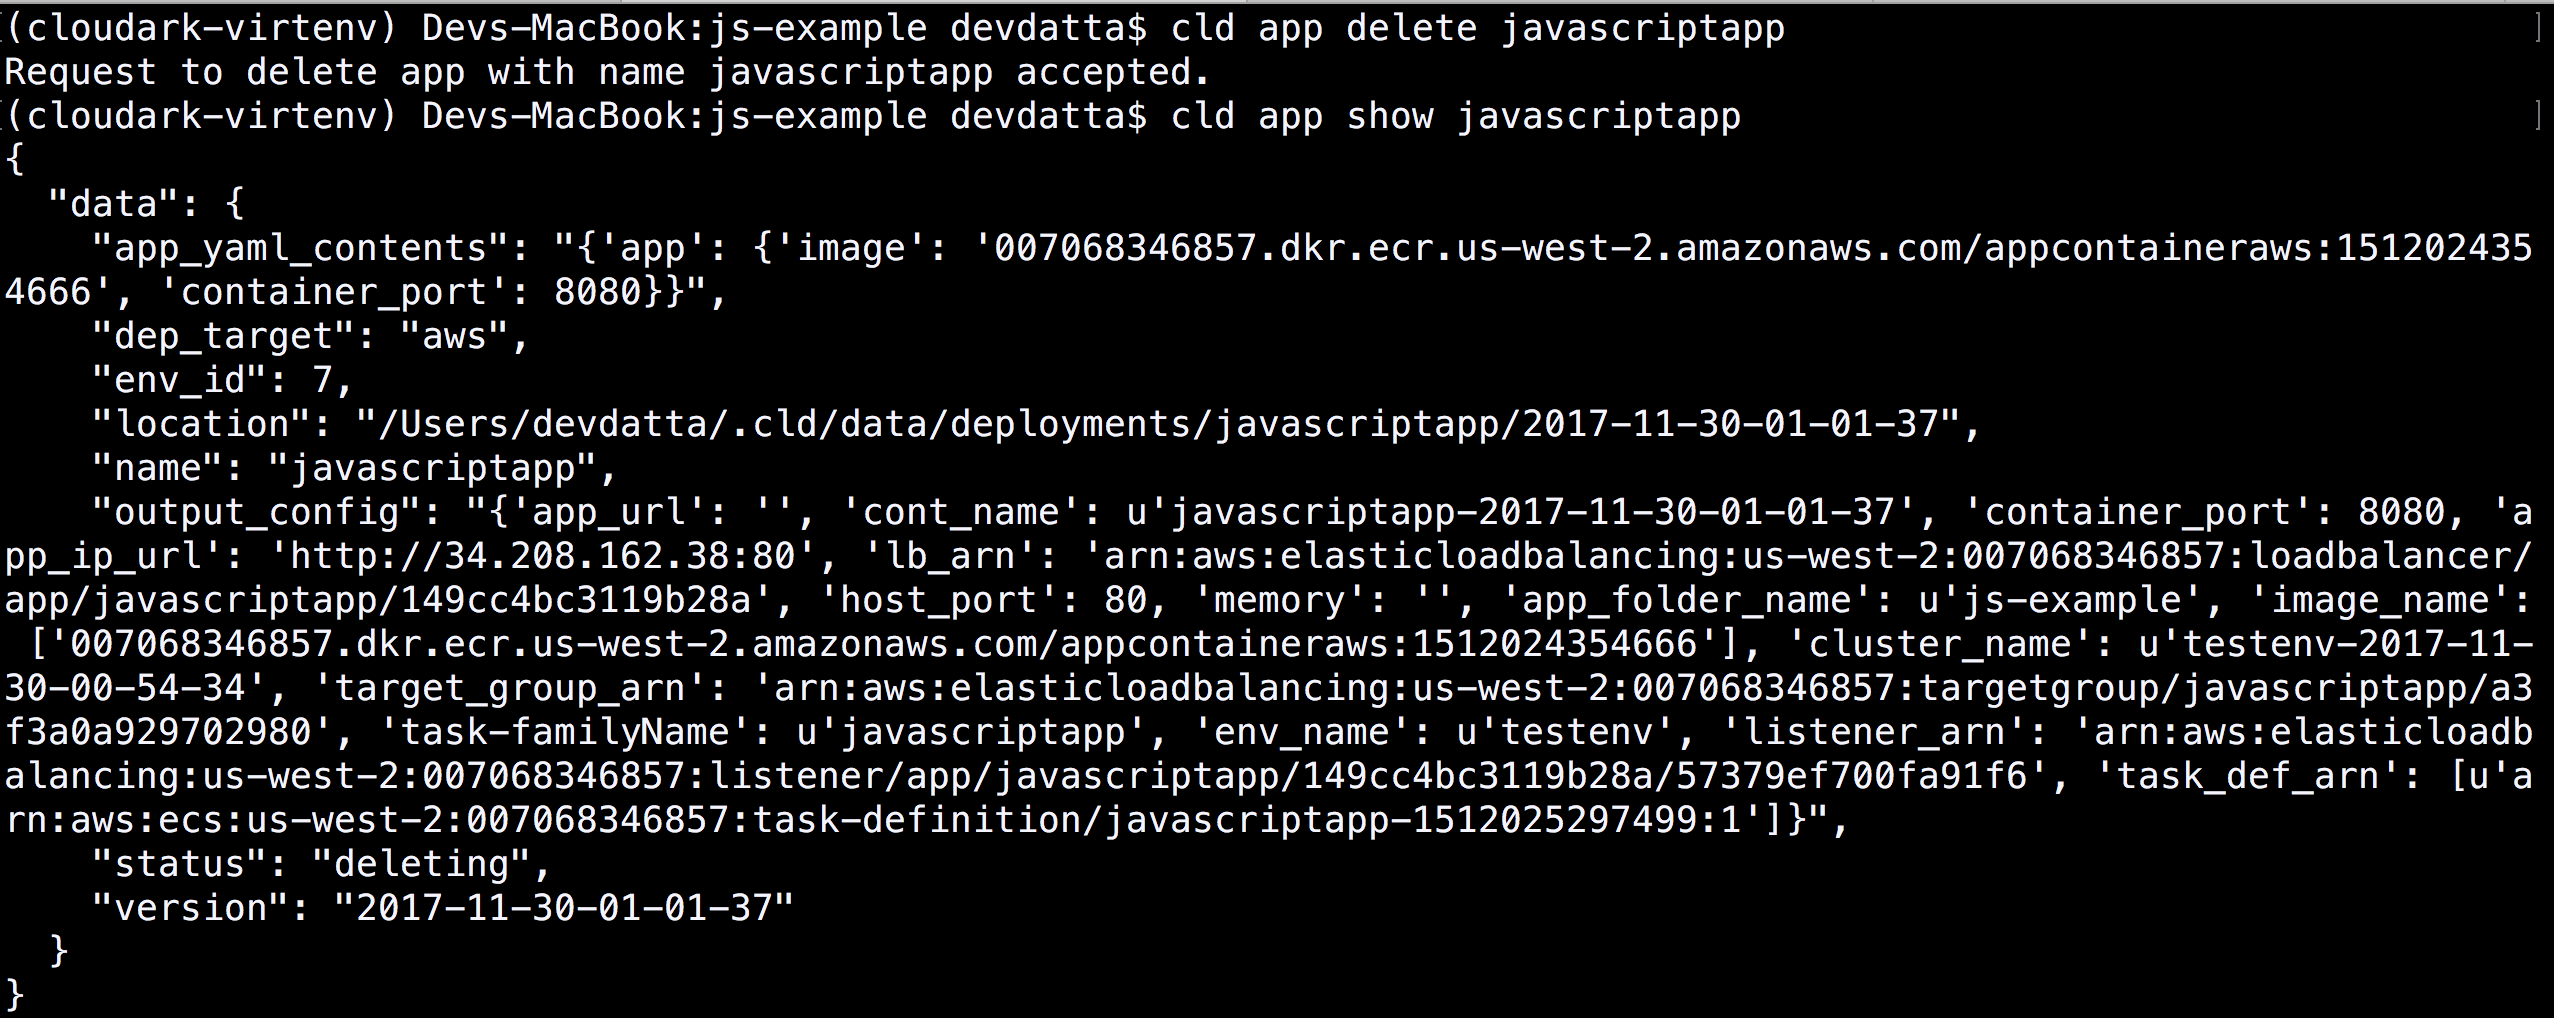 (cloudark-virtenv) Devs-MacBook:js-example devdatta$ cld app delete javascriptapp
Request to delete app with name javascriptapp accepted.
(cloudark-virtenv) Devs-MacBook:js-example devdatta$ cld app show javascriptapp
{
  "data": {
    "app_yaml_contents": "{'app': {'image': '007068346857.dkr.ecr.us-west-2.amazonaws.com/appcontaineraws:151202435
4666', 'container_port': 8080}}",
    "dep_target": "aws",
    "env_id": 7,
    "location": "/Users/devdatta/.cld/data/deployments/javascriptapp/2017-11-30-01-01-37",
    "name": "javascriptapp",
    "output_config": "{'app_url': '', 'cont_name': u'javascriptapp-2017-11-30-01-01-37', 'container_port': 8080, 'a
pp_ip_url': 'http://34.208.162.38:80', 'lb_arn': 'arn:aws:elasticloadbalancing:us-west-2:007068346857:loadbalancer/
app/javascriptapp/149cc4bc3119b28a', 'host_port': 80, 'memory': '', 'app_folder_name': u'js-example', 'image_name':
 ['007068346857.dkr.ecr.us-west-2.amazonaws.com/appcontaineraws:1512024354666'], 'cluster_name': u'testenv-2017-11-
30-00-54-34', 'target_group_arn': 'arn:aws:elasticloadbalancing:us-west-2:007068346857:targetgroup/javascriptapp/a3
f3a0a929702980', 'task-familyName': u'javascriptapp', 'env_name': u'testenv', 'listener_arn': 'arn:aws:elasticloadb
alancing:us-west-2:007068346857:listener/app/javascriptapp/149cc4bc3119b28a/57379ef700fa91f6', 'task_def_arn': [u'a
rn:aws:ecs:us-west-2:007068346857:task-definition/javascriptapp-1512025297499:1']}",
    "status": "deleting",
    "version": "2017-11-30-01-01-37"
  }
}